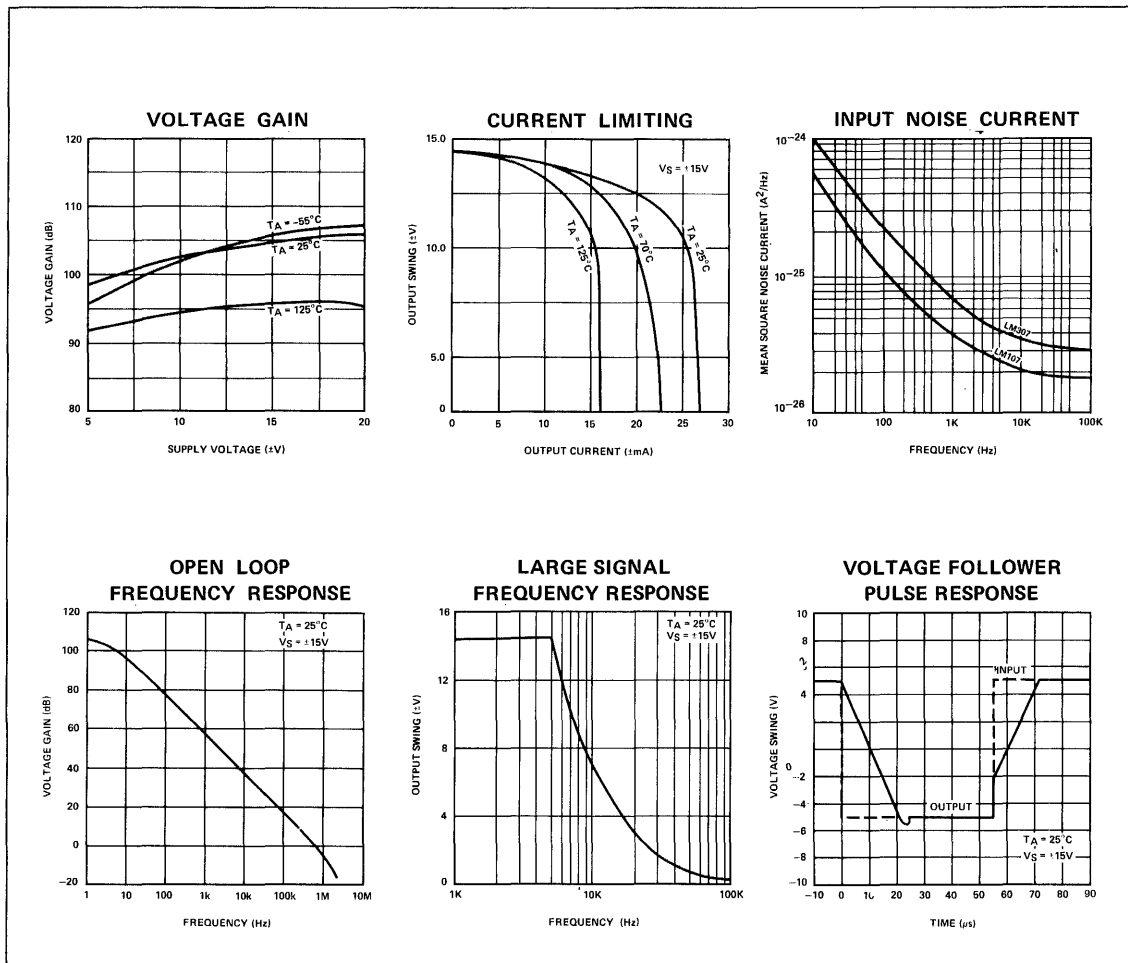 VOLTAGE GAIN
120
110
100
90
80
VOLTAGE GAIN (dB)
TA = -55°C
TA = 25°C
TA = 125°C
5
10
15
20
SUPPLY VOLTAGE (±V)
CURRENT LIMITING
15.0
10.0
5.0
0
OUTPUT SWING (±V)
VS = ±15V
TA = 125°C
TA = 70°C
TA = 25°C
0
5
10
15
20
25
30
OUTPUT CURRENT (±mA)
INPUT NOISE CURRENT
10-24
10-25
10-26
MEAN SQUARE NOISE CURRENT (A2/Hz)
LM307
LM107
10
100
1K
10K
100K
FREQUENCY (Hz)
OPEN LOOP
FREQUENCY RESPONSE
120
100
80
60
40
20
0
-20
VOLTAGE GAIN (dB)
TA = 25°C
VS = ±15V
1
10
100
1k
10k
100k
1M
10M
FREQUENCY (Hz)
LARGE SIGNAL
FREQUENCY RESPONSE
16
12
8
4
0
OUTPUT SWING (±V)
TA = 25°C
VS = ±15V
1K
10K
100K
FREQUENCY (Hz)
VOLTAGE FOLLOWER
PULSE RESPONSE
10
8
2
4
0
-2
-4
-6
-8
-10
VOLTAGE SWING (V)
INPUT
OUTPUT
TA = 25°C
VS = ±15V
-10
0
10
20
30
40
50
60
70
80
90
TIME (μs)